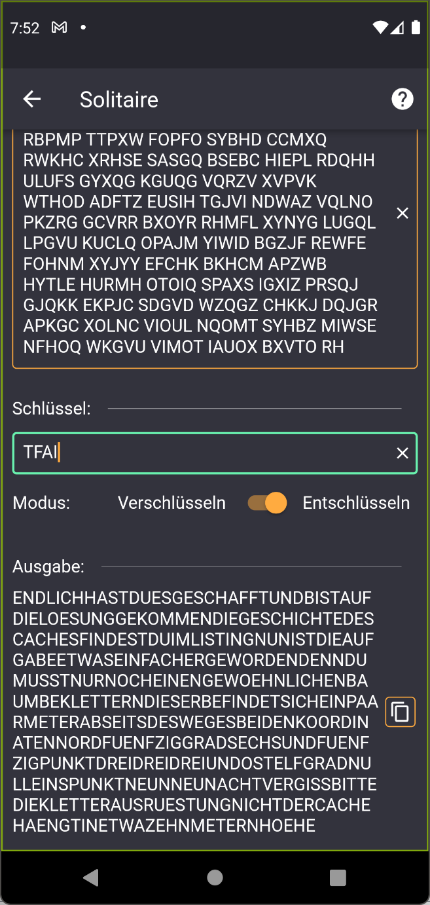 7:52
Solitaire
RBPMP TTPXW FOPFO SYBHD CCMXQ
RWKHC XRHSE SASGQ BSEBC HIEPL RDQHH
ULUFS GYXQG KGUQG VQRZV XVPVK
WTHOD ADFTZ EUSIH TGJVI NDWAZ VQLNO
PKZRG GCVRR BXOYR RHMFL XYNYG LUGQL
LPGVU KUCLQ OPAJM YIWID BGZJF REWFE
FOHNM XYJYY EFCHK BKHCM APZWB
HYTLE HURMH OTOIQ SPAXS IGXIZ PRSQJ
GJQKK EKPJC SDGVD WZQGZ CHKKJ DQJGR
APKGC XOLNC VIOUL NQOMT SYHBZ MIWSE
NFHOQ WKGVU VIMOT IAUOX BXVTO RH
Schlüssel:
TFAI
Modus: Verschlüsseln Entschlüsseln
Ausgabe:
ENDLICHHASTDUESGESCHAFFTUNDBISTAUF
DIELOESUNGGEKOMMENDIEGESCHICHTEDES
CACHESFINDESTDUIMLISTINGNUNISTDIEAUF
GABEETWASEINFACHERGEWORDENDENNDU
MUSSTNURNOCHEINENGEWOEHNLICHENBA
UMBEKLETTERNDIESERBEFINDETSICHEINPAA
RMETERABSEITSDESWEGESBEIDENKOORDIN
ATENNORDFUENFZIGGRADSECHSUNDFUENF
ZIGPUNKTDREIDREIDREIUNDOSTELFGRADNU
LLEINSPUNKTNEUNNEUNACHTVERGISSBITTE
DIEKLETTERAUSRUESTUNGNICHTDERCACHE
HAENGTINETWAZEHNMETERNHOEHE